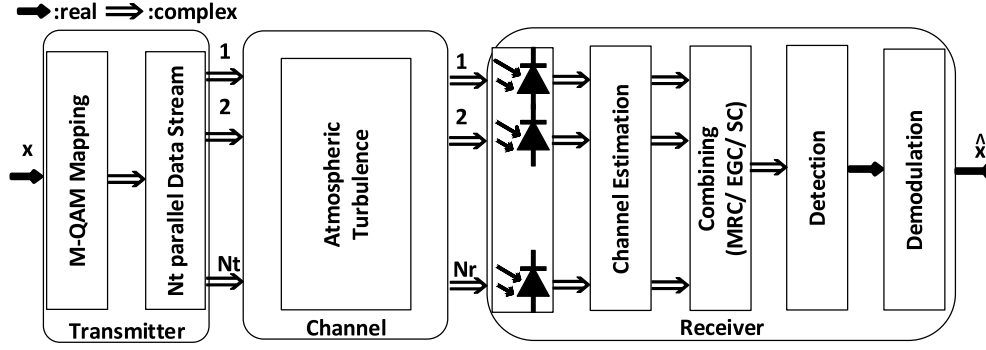 :real :complex
x
M-QAM Mapping
Nt parallel Data Stream
Transmitter
1
2
Nt
Atmospheric
Turbulence
Channel
1
2
Nr
Channel Estimation
Combining
(MRC/ EGC/ SC)
Detection
Demodulation
Receiver
x̂